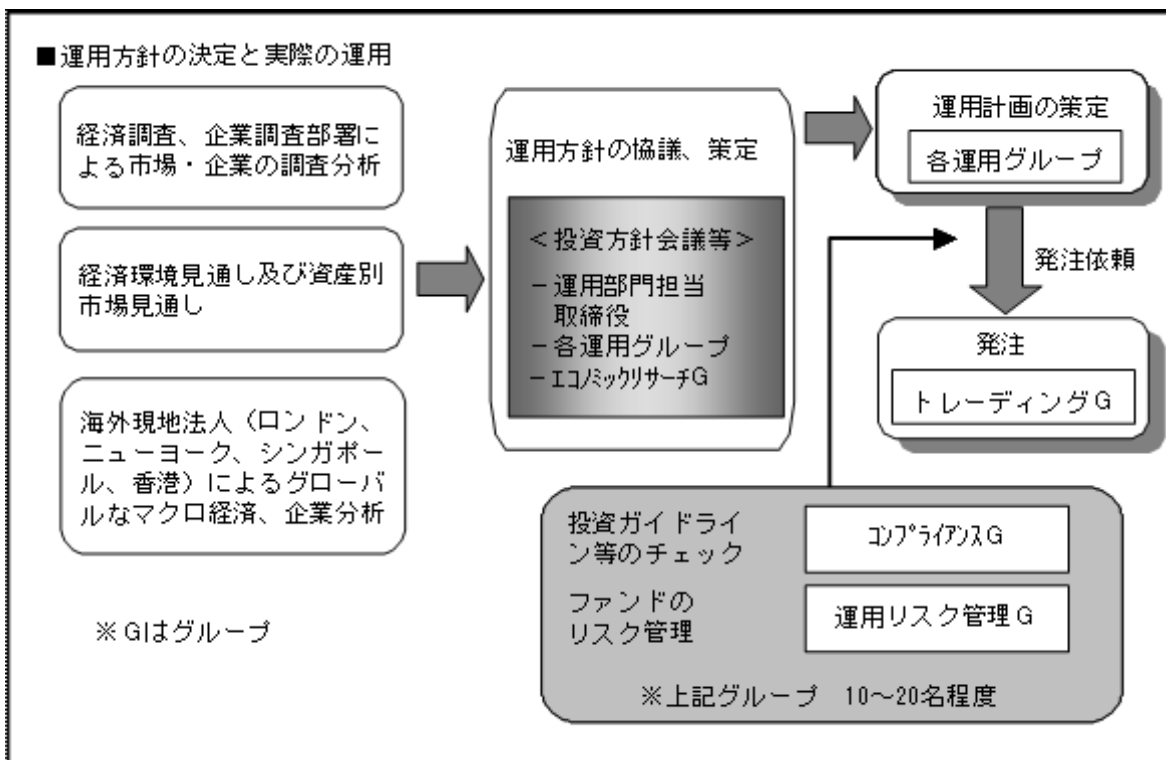 ■運用方針の決定と実際の運用
経済調査、企業調査部署に
よる市場・企業の調査分析
経済環境見通し及び資産別
市場見通し
海外現地法人（ロンドン、
ニューヨーク、シンガポー
ル、香港）によるグローバ
ルなマクロ経済、企業分析
※GIはグループ
運用方針の協議、策定
＜投資方針会議等＞
－運用部門担当
取締役
－各運用グループ
－ｴｺﾉﾐｯｸﾘｻｰﾁG
運用計画の策定
各運用グループ
発注依頼
発注
トレーディングG
投資ガイドライ
ン等のチェック
ｺﾝﾌﾟﾗｲｱﾝｽG
ファンドの
リスク管理
運用リスク管理G
※上記グループ　10～20名程度